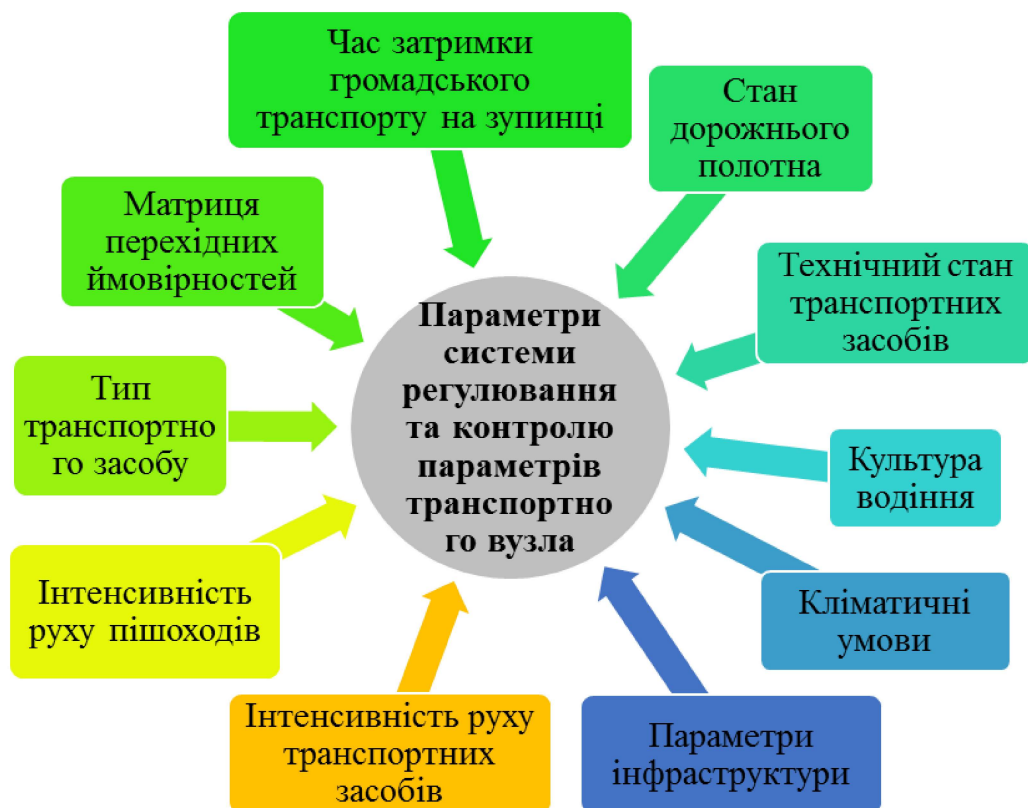 Час затримки
громадського
транспорту на зупинці
Стан
дорожнього
полотна
Матриця
перехідних
ймовірностей
Технічний стан
транспортних
засобів
Параметри
системи
регулювання
та контролю
параметрів
транспортно
го вузла
Тип
транспортно
го засобу
Культура
водіння
Інтенсивність
руху пішоходів
Кліматичні
умови
Інтенсивність руху
транспортних
засобів
Параметри
інфраструктури